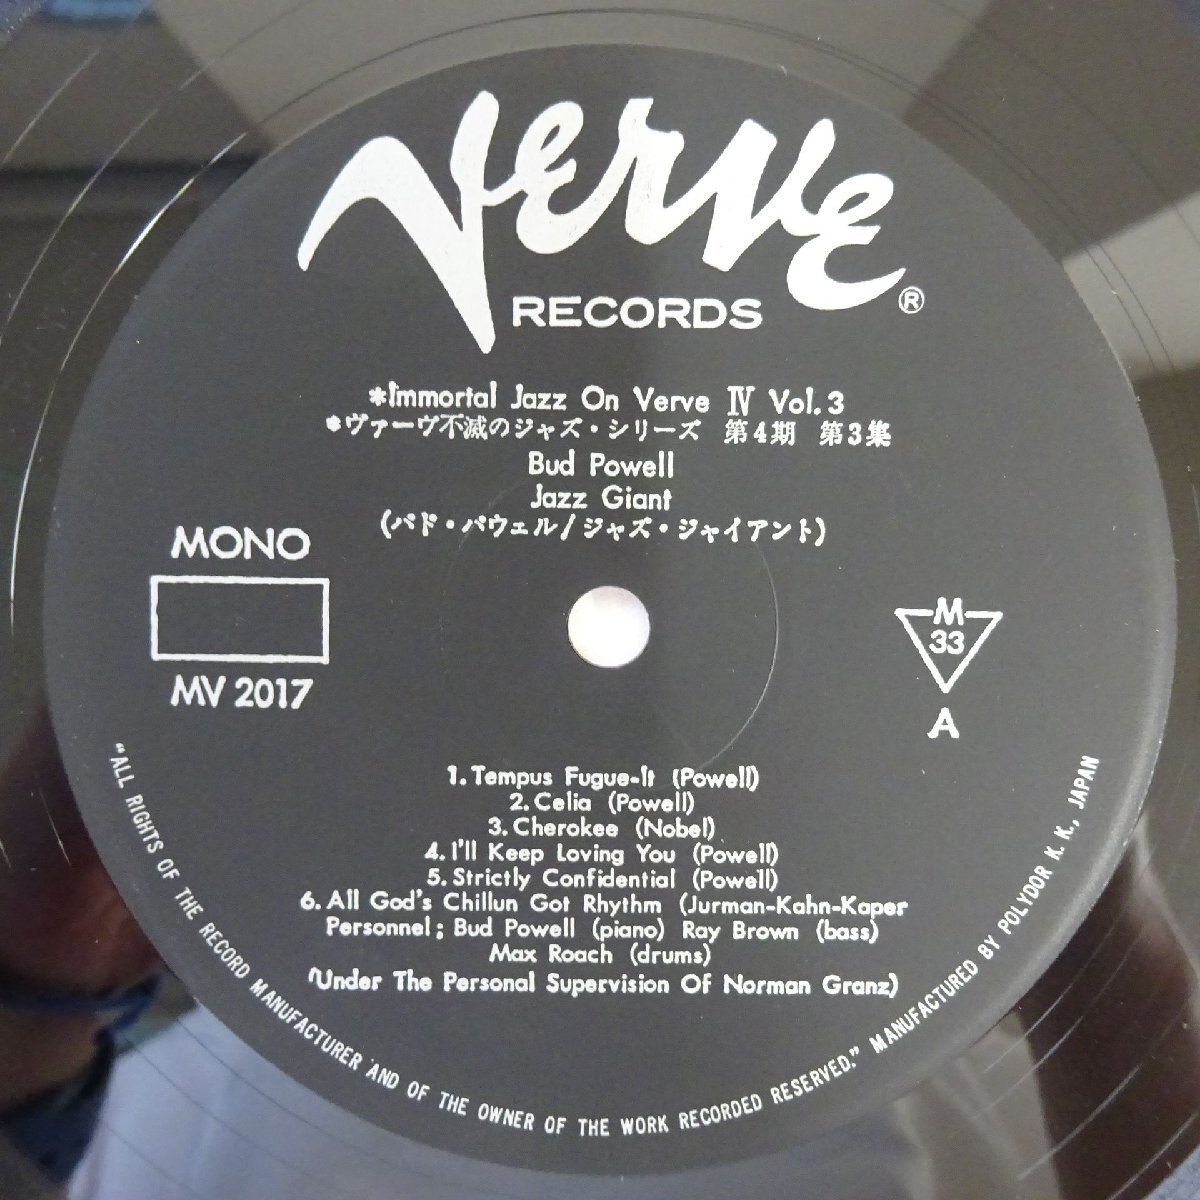 Verve
RECORDS ®
*Immortal Jazz On Verve Ⅳ Vol.3
*ヴァーヴ不滅のジャズ・シリーズ 第4期 第3集
Bud Powell
Jazz Giant
(バド・パウエル/ジャズ・ジャイアント)
MONO
MV 2017
M
33
A
1. Tempus Fugue-It (Powell)
2. Celia (Powell)
3. Cherokee (Nobel)
4. I'll Keep Loving You (Powell)
5. Strictly Confidential (Powell)
6. All God's Chillun Got Rhythm (Jurman-Kahn-Kaper
Personnel; Bud Powell (piano) Ray Brown (bass)
Max Roach (drums)
(Under The Personal Supervision Of Norman Granz)
"ALL RIGHTS OF THE RECORD MANUFACTURER AND OF THE OWNER OF THE WORK RECORDED RESERVED." MANUFACTURED BY POLYDOR K. K., JAPAN